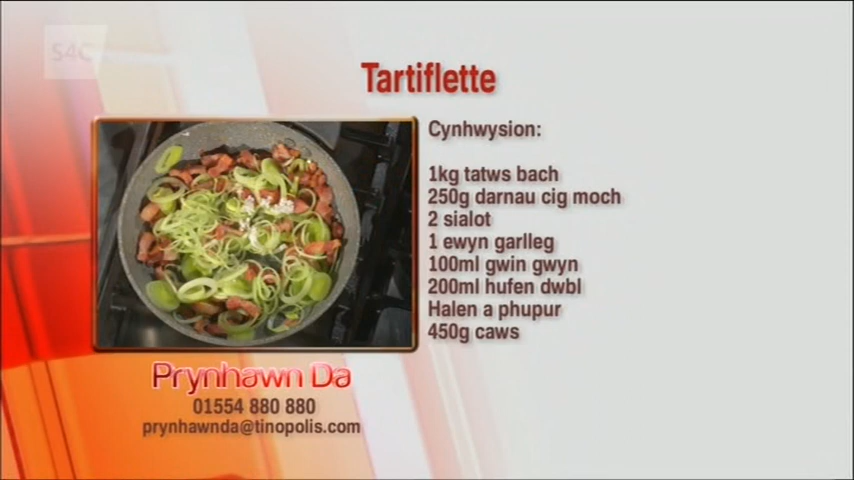 S4C
Tartiflette
Cynhwysion:
1kg tatws bach
250g darnau cig moch
2 sialot
1 ewyn garlleg
100ml gwin gwyn
200ml hufen dwbl
Halen a phupur
450g caws
Prynhawn Da
01554 880 880
prynhawnda@tinopolis.com